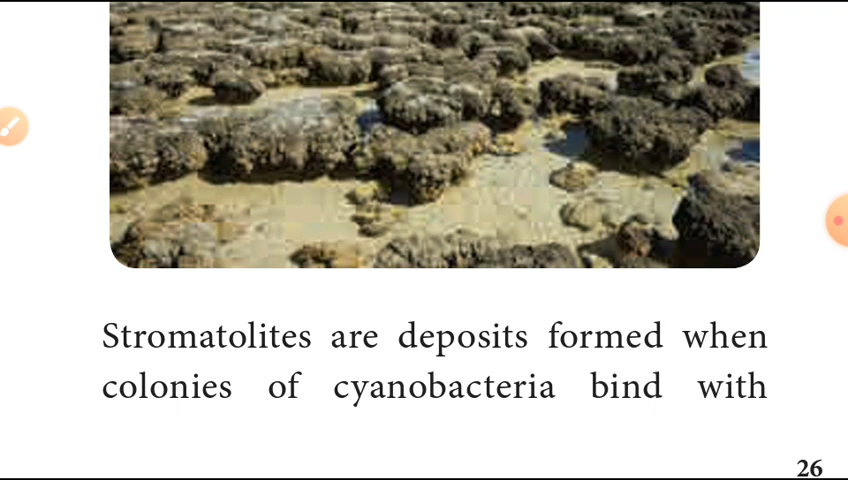 Stromatolites are deposits formed when
colonies of cyanobacteria bind with
26